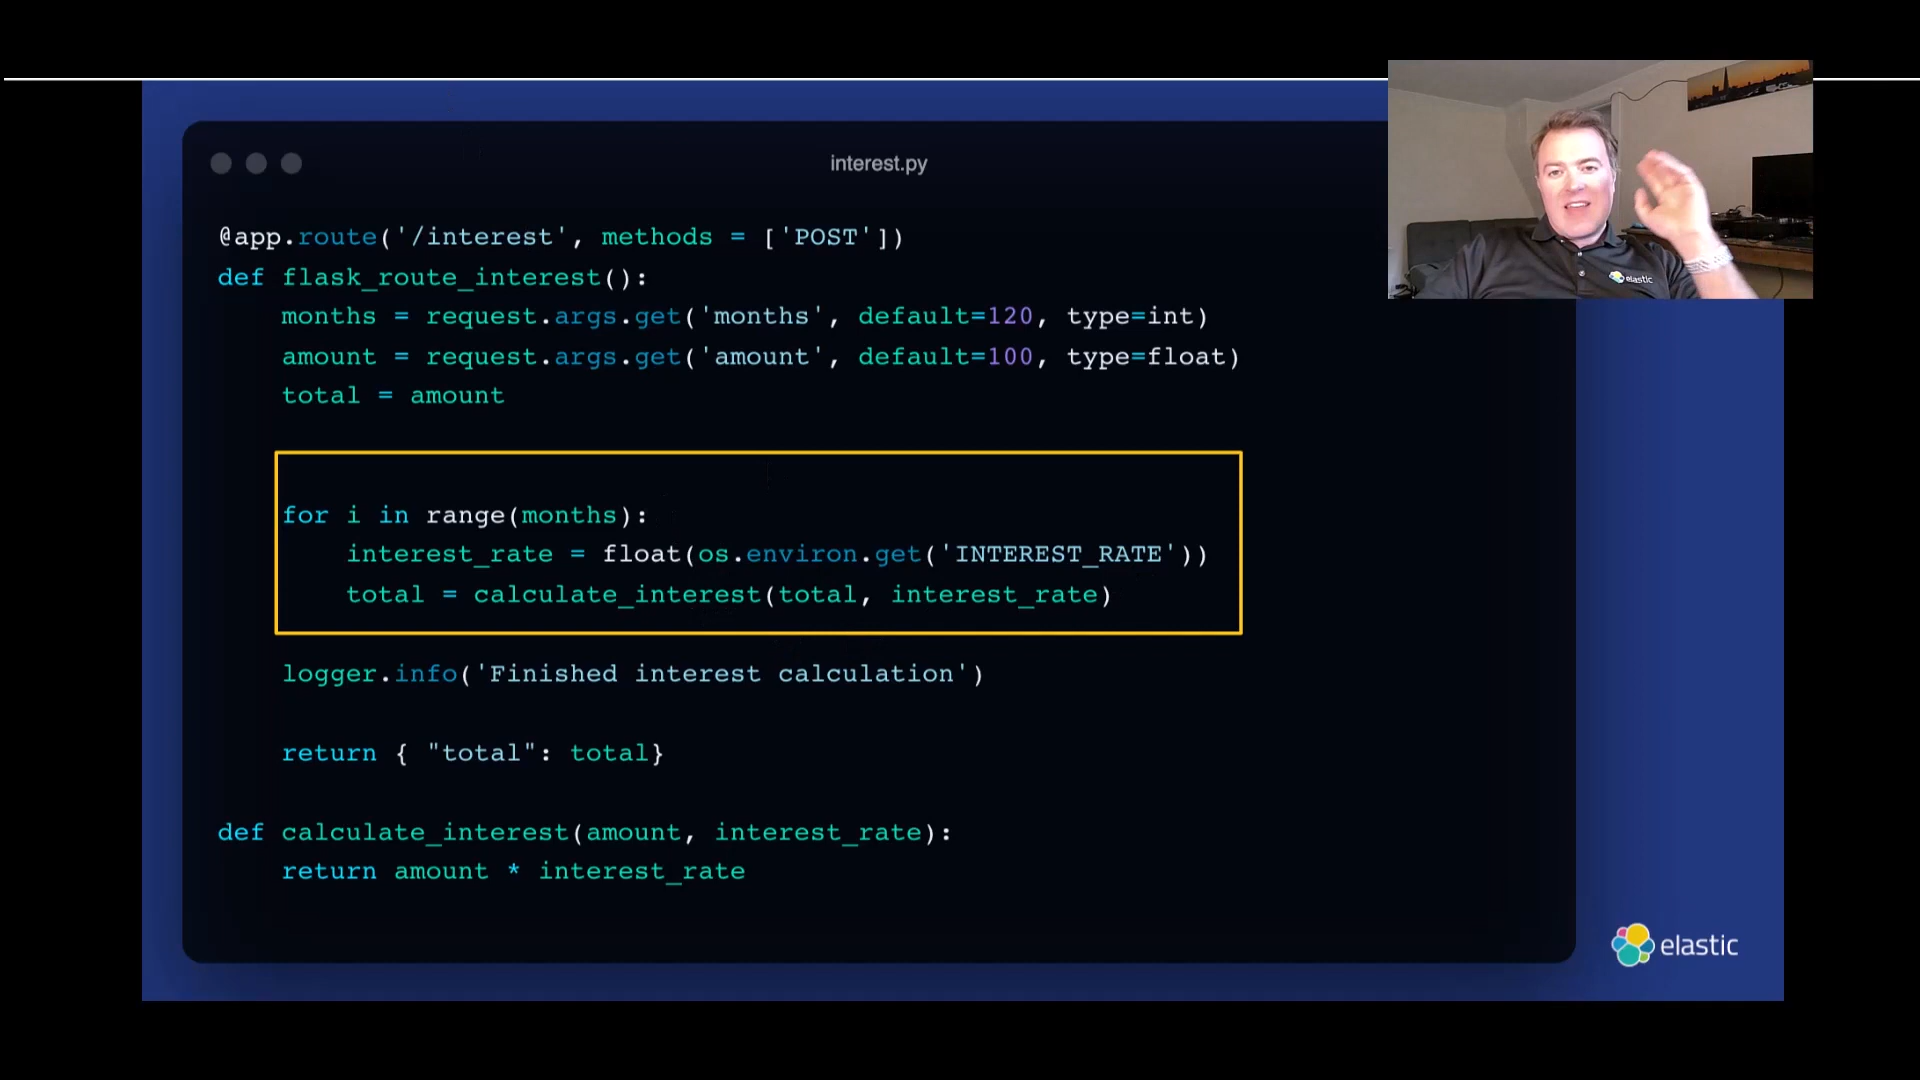 interest.py
@app.route('/interest', methods = ['POST'])
def flask_route_interest():
    months = request.args.get('months', default=120, type=int)
    amount = request.args.get('amount', default=100, type=float)
    total = amount
    for i in range(months):
        interest_rate = float(os.environ.get('INTEREST_RATE'))
        total = calculate_interest(total, interest_rate)
    logger.info('Finished interest calculation')
    return { "total": total}
def calculate_interest(amount, interest_rate):
    return amount * interest_rate
elastic
elastic